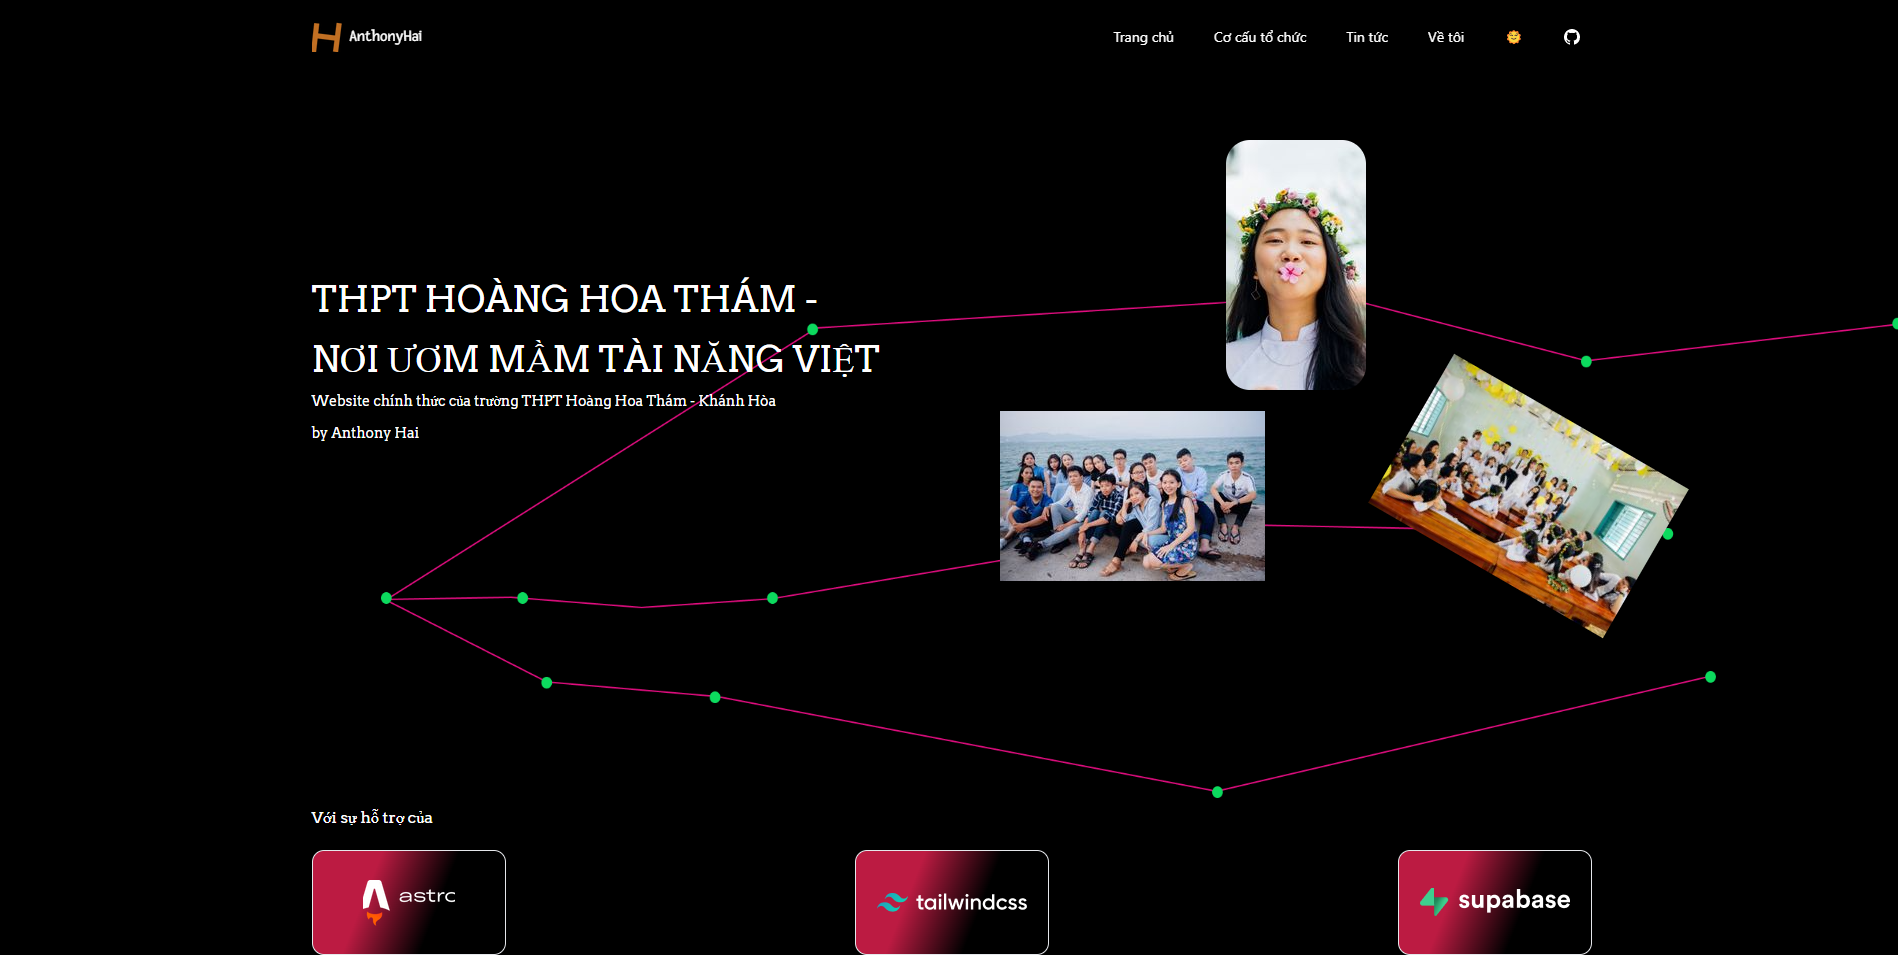 AnthonyHai
Trang chủ
Cơ cấu tổ chức
Tin tức
Về tôi
THPT HOÀNG HOA THÁM -
NƠI ƯƠM MẦM TÀI NĂNG VIỆT
Website chính thức của trường THPT Hoàng Hoa Thám - Khánh Hòa
by Anthony Hai
Với sự hỗ trợ của
astro
tailwindcss
supabase